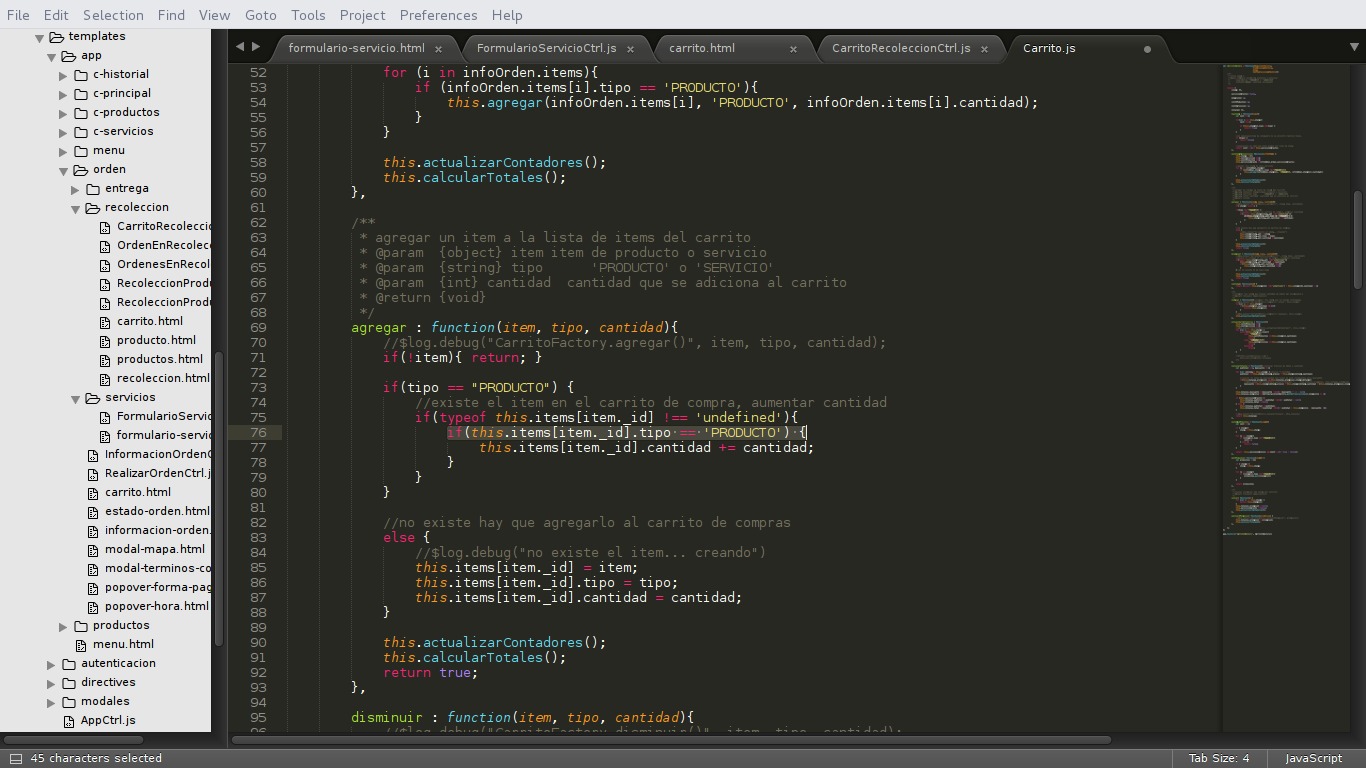 File Edit Selection Find View Goto Tools Project Preferences Help
templates
app
c-historial
c-principal
c-productos
c-servicios
menu
orden
entrega
recoleccion
CarritoRecolecci
OrdenEnRecolec
OrdenesEnRecol
RecoleccionProdu
RecoleccionProdu
carrito.html
producto.html
productos.html
recoleccion.html
servicios
FormularioServic
formulario-servic
InformacionOrdenC
RealizarOrdenCtrl.j
carrito.html
estado-orden.html
informacion-orden.
modal-mapa.html
modal-terminos-co
popover-forma-pag
popover-hora.html
productos
menu.html
autenticacion
directives
modales
AppCtrl.js
formulario-servicio.html × FormularioServicioCtrl.js × carrito.html × CarritoRecoleccionCtrl.js × Carrito.js
52 for (i in infoOrden.items){
53 if (infoOrden.items[i].tipo == 'PRODUCTO'){
54 this.agregar(infoOrden.items[i], 'PRODUCTO', infoOrden.items[i].cantidad);
55 }
56 }
57
58 this.actualizarContadores();
59 this.calcularTotales();
60 },
61
62 /**
63 * agregar un item a la lista de items del carrito
64 * @param {object} item item de producto o servicio
65 * @param {string} tipo 'PRODUCTO' o 'SERVICIO'
66 * @param {int} cantidad cantidad que se adiciona al carrito
67 * @return {void}
68 */
69 agregar : function(item, tipo, cantidad){
70 //$log.debug("CarritoFactory.agregar()", item, tipo, cantidad);
71 if(!item){ return; }
72
73 if(tipo == "PRODUCTO") {
74 //existe el item en el carrito de compra, aumentar cantidad
75 if(typeof this.items[item._id] !== 'undefined'){
76 if(this.items[item._id].tipo == 'PRODUCTO') {
77 this.items[item._id].cantidad += cantidad;
78 }
79 }
80 }
81
82 //no existe hay que agregarlo al carrito de compras
83 else {
84 //$log.debug("no existe el item... creando")
85 this.items[item._id] = item;
86 this.items[item._id].tipo = tipo;
87 this.items[item._id].cantidad = cantidad;
88 }
89
90 this.actualizarContadores();
91 this.calcularTotales();
92 return true;
93 },
94
95 disminuir : function(item, tipo, cantidad){
96 //$log.debug("CarritoFactory.disminuir()", item, tipo, cantidad);
45 characters selected Tab Size: 4 JavaScript